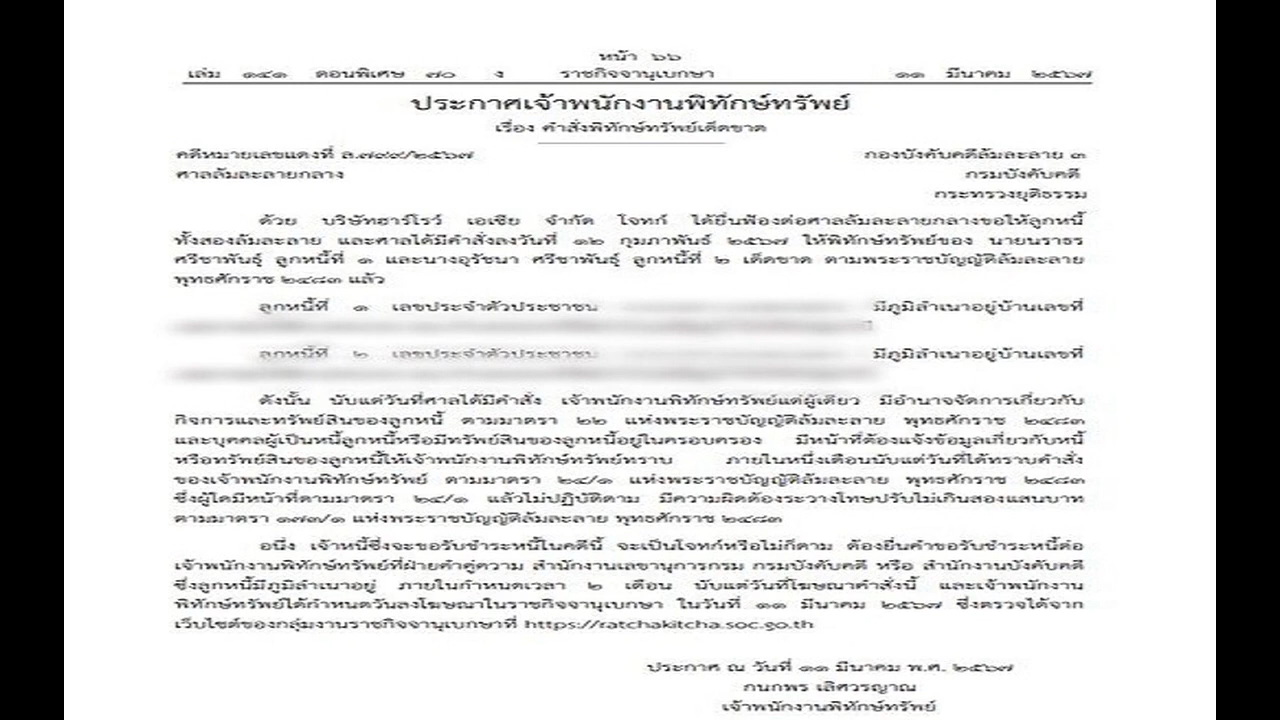 หน้า ๖๖
เล่ม ๑๔๑ ตอนพิเศษ ๗๐ ง ราชกิจจานุเบกษา ๑๑ มีนาคม ๒๕๖๗
ประกาศเจ้าพนักงานพิทักษ์ทรัพย์
เรื่อง คำสั่งพิทักษ์ทรัพย์เด็ดขาด
คดีหมายเลขแดงที่ กองบังคับคดีล้มละลาย ๓
ศาลล้มละลายกลาง กรมบังคับคดี
กระทรวงยุติธรรม
ด้วย บริษัทฮาร์โรว์ เอเชีย จำกัด โจทก์ ได้ยื่นฟ้องต่อศาลล้มละลายกลางขอให้ลูกหนี้
ทั้งสองล้มละลาย และศาลได้มีคำสั่งลงวันที่ ๑๒ กุมภาพันธ์ ๒๕๖๗ ให้พิทักษ์ทรัพย์ของ นายนราธร
ศรีชาพันธุ์ ลูกหนี้ที่ ๑ และนางอุรัชนา ศรีชาพันธุ์ ลูกหนี้ที่ ๒ เด็ดขาด ตามพระราชบัญญัติล้มละลาย
พุทธศักราช ๒๔๘๓ แล้ว
ลูกหนี้ที่ ๑ เลขประจำตัวประชาชน มีภูมิลำเนาอยู่บ้านเลขที่
ลูกหนี้ที่ ๒ เลขประจำตัวประชาชน มีภูมิลำเนาอยู่บ้านเลขที่
ดังนั้น นับแต่วันที่ศาลได้มีคำสั่ง เจ้าพนักงานพิทักษ์ทรัพย์แต่ผู้เดียว มีอำนาจจัดการเกี่ยวกับ
กิจการและทรัพย์สินของลูกหนี้ ตามมาตรา ๒๒ แห่งพระราชบัญญัติล้มละลาย พุทธศักราช ๒๔๘๓
และบุคคลผู้เป็นหนี้ลูกหนี้หรือมีทรัพย์สินของลูกหนี้อยู่ในครอบครอง มีหน้าที่ต้องแจ้งข้อมูลเกี่ยวกับหนี้
หรือทรัพย์สินของลูกหนี้ให้เจ้าพนักงานพิทักษ์ทรัพย์ทราบ ภายในหนึ่งเดือนนับแต่วันที่ได้ทราบคำสั่ง
ของเจ้าพนักงานพิทักษ์ทรัพย์ ตามมาตรา ๒๔/๑ แห่งพระราชบัญญัติล้มละลาย พุทธศักราช ๒๔๘๓
ซึ่งผู้ใดมีหน้าที่ตามมาตรา ๒๔/๑ แล้วไม่ปฏิบัติตาม มีความผิดต้องระวางโทษปรับไม่เกินสองแสนบาท
ตามมาตรา ๑๗๓/๑ แห่งพระราชบัญญัติล้มละลาย พุทธศักราช ๒๔๘๓
อนึ่ง เจ้าหนี้ซึ่งจะขอรับชำระหนี้ในคดีนี้ จะเป็นโจทก์หรือไม่ก็ตาม ต้องยื่นคำขอรับชำระหนี้ต่อ
เจ้าพนักงานพิทักษ์ทรัพย์ที่ฝ่ายคำคู่ความ สำนักงานเลขานุการกรม กรมบังคับคดี หรือ สำนักงานบังคับคดี
ซึ่งลูกหนี้มีภูมิลำเนาอยู่ ภายในกำหนดเวลา ๒ เดือน นับแต่วันที่โฆษณาคำสั่งนี้ และเจ้าพนักงาน
พิทักษ์ทรัพย์ได้กำหนดวันลงโฆษณาในราชกิจจานุเบกษา ในวันที่ ๑๑ มีนาคม ๒๕๖๗ ซึ่งตรวจได้จาก
เว็บไซต์ของกลุ่มงานราชกิจจานุเบกษาที่ https://ratchakitcha.soc.go.th
ประกาศ ณ วันที่ ๑๑ มีนาคม พ.ศ. ๒๕๖๗
กนกพร เลิศวรญาณ
เจ้าพนักงานพิทักษ์ทรัพย์